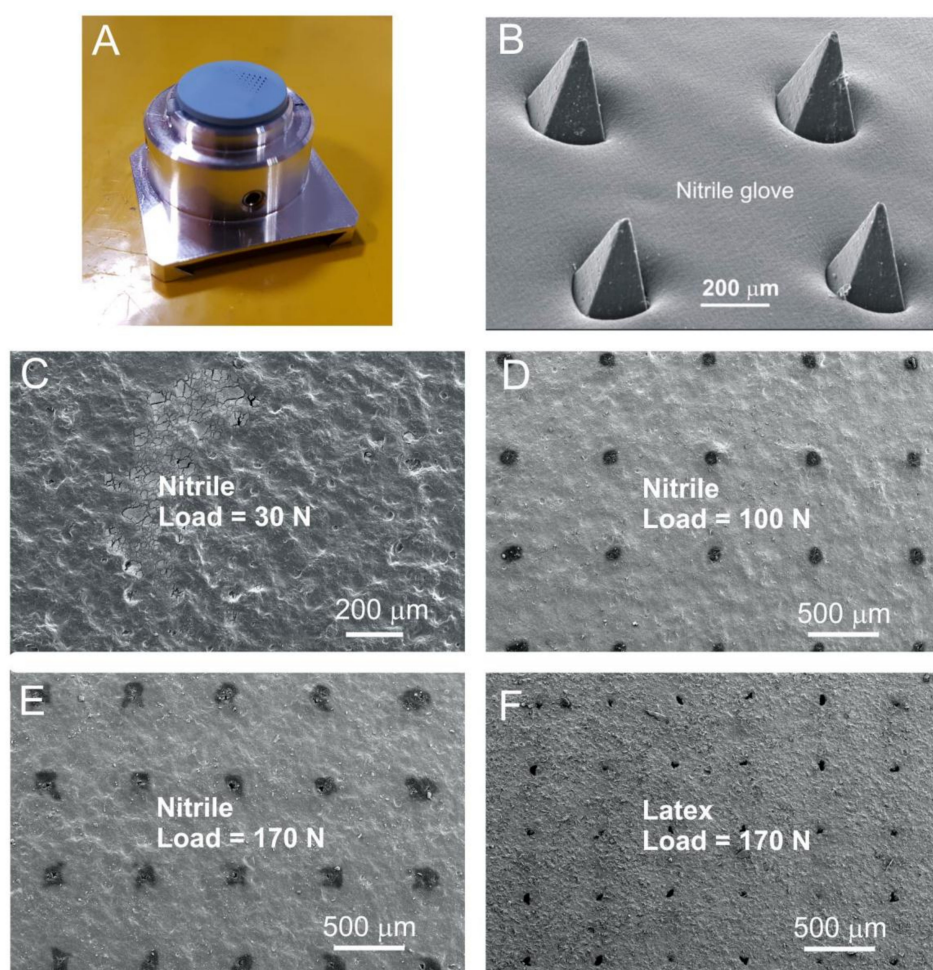 A
B
Nitrile glove
200 μm
C
Nitrile
Load = 30 N
200 μm
D
Nitrile
Load = 100 N
500 μm
E
Nitrile
Load = 170 N
500 μm
F
Latex
Load = 170 N
500 μm